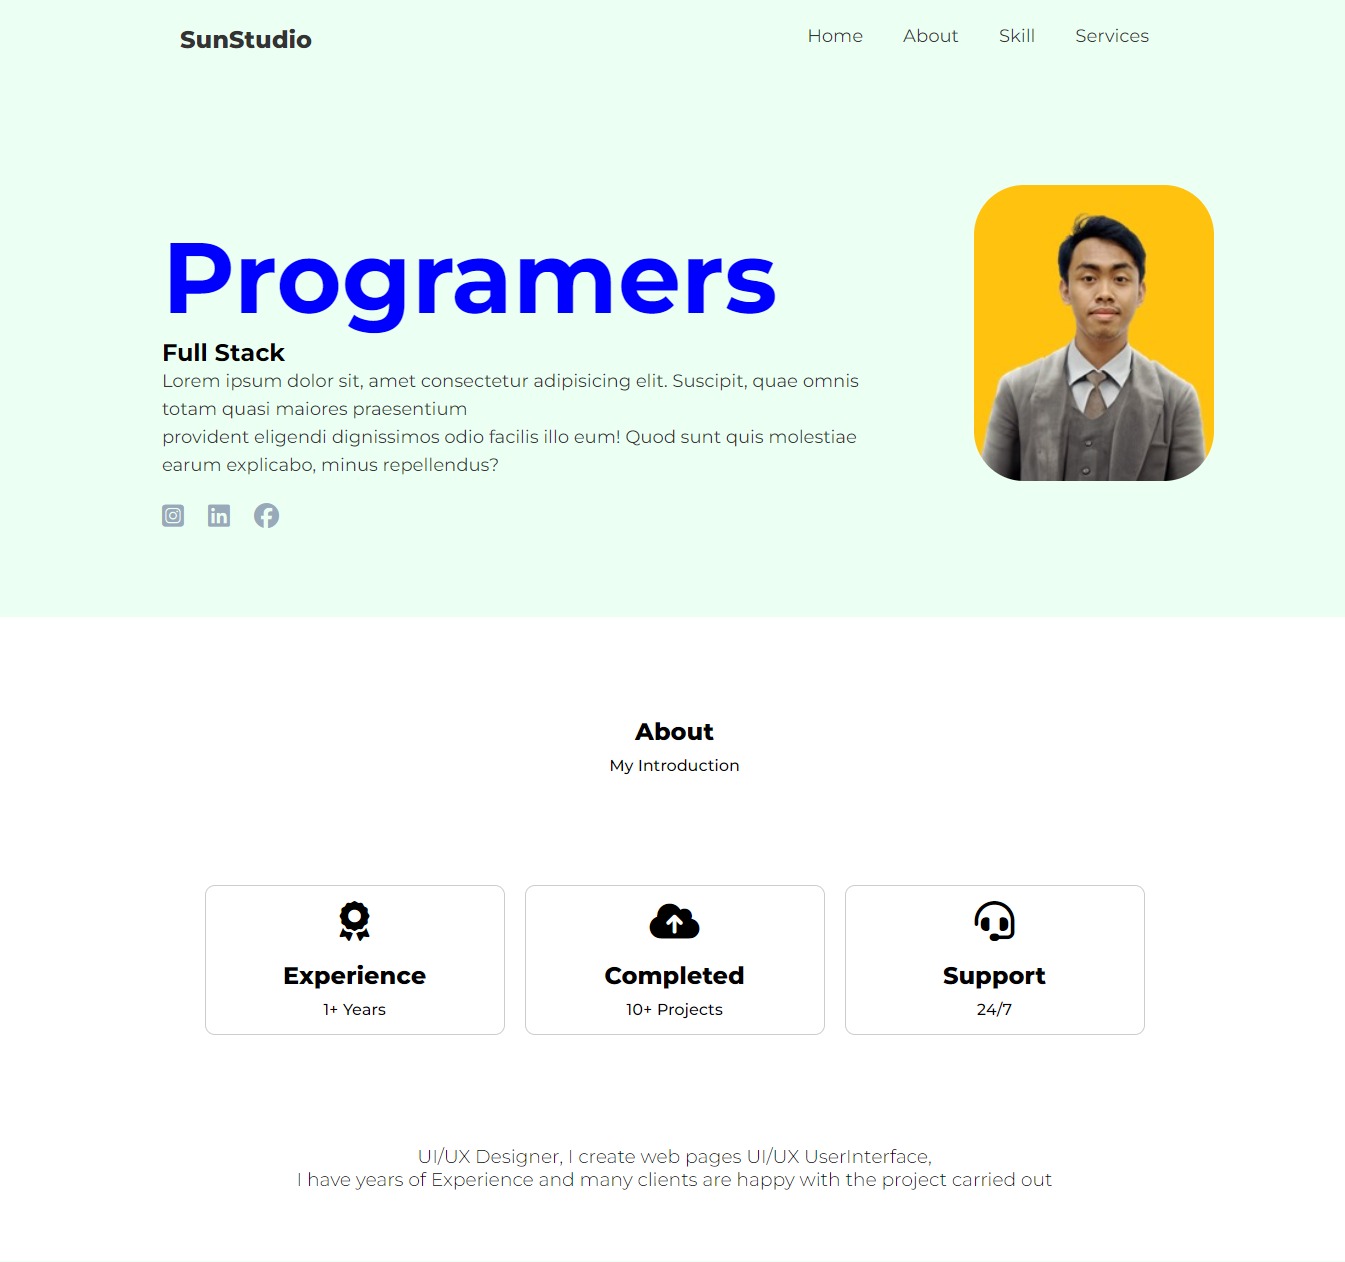 SunStudio
Home About Skill Services
Programers
Full Stack
Lorem ipsum dolor sit, amet consectetur adipisicing elit. Suscipit, quae omnis
totam quasi maiores praesentium
provident eligendi dignissimos odio facilis illo eum! Quod sunt quis molestiae
earum explicabo, minus repellendus?
About
My Introduction
Experience
1+ Years
Completed
10+ Projects
Support
24/7
UI/UX Designer, I create web pages UI/UX UserInterface,
I have years of Experience and many clients are happy with the project carried out